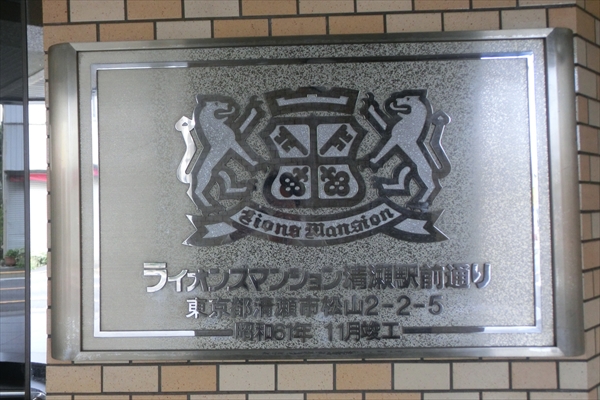 Lions Mansion
ライオンズマンション清瀬駅前通り
東京都清瀬市松山2-2-5
昭和61年 11月竣工